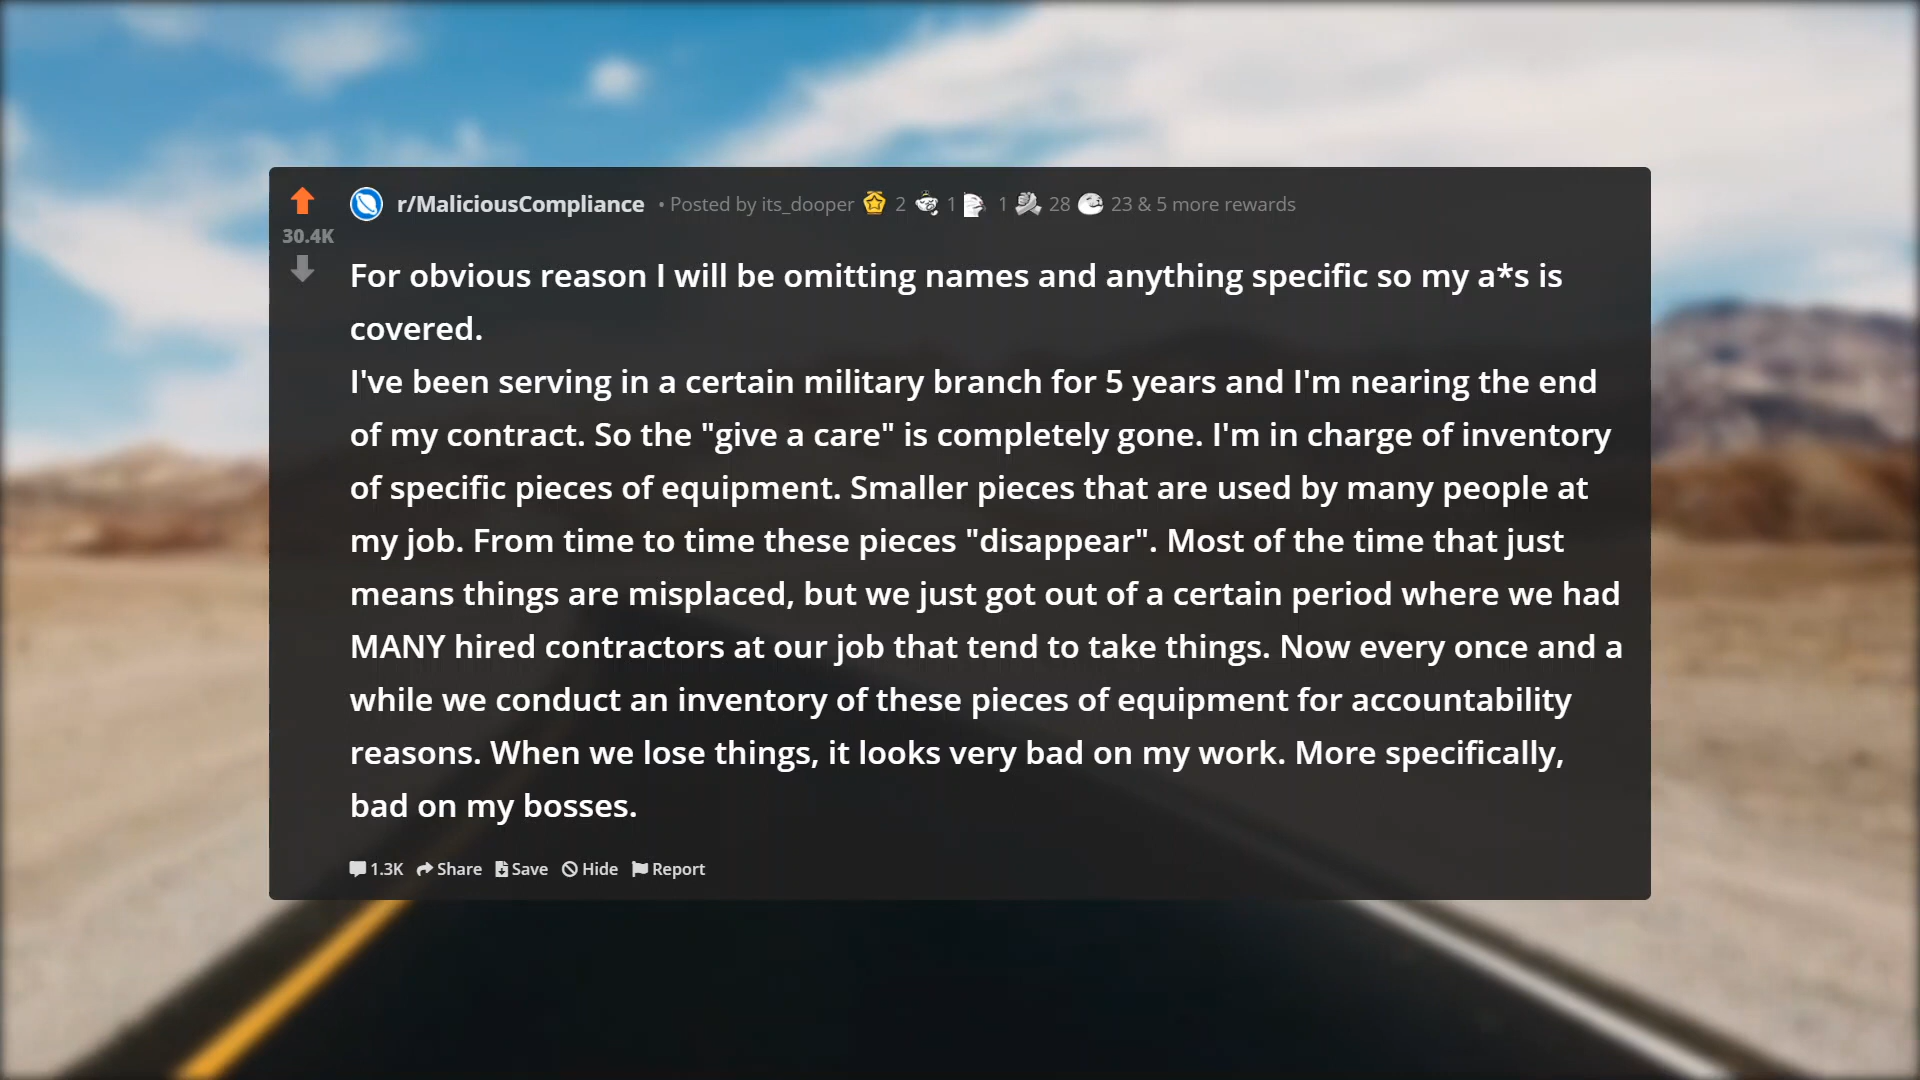 r/MaliciousCompliance • Posted by its_dooper 2 1 1 28 23 & 5 more rewards
30.4K
For obvious reason I will be omitting names and anything specific so my a*s is
covered.
I've been serving in a certain military branch for 5 years and I'm nearing the end
of my contract. So the "give a care" is completely gone. I'm in charge of inventory
of specific pieces of equipment. Smaller pieces that are used by many people at
my job. From time to time these pieces "disappear". Most of the time that just
means things are misplaced, but we just got out of a certain period where we had
MANY hired contractors at our job that tend to take things. Now every once and a
while we conduct an inventory of these pieces of equipment for accountability
reasons. When we lose things, it looks very bad on my work. More specifically,
bad on my bosses.
1.3K Share Save Hide Report